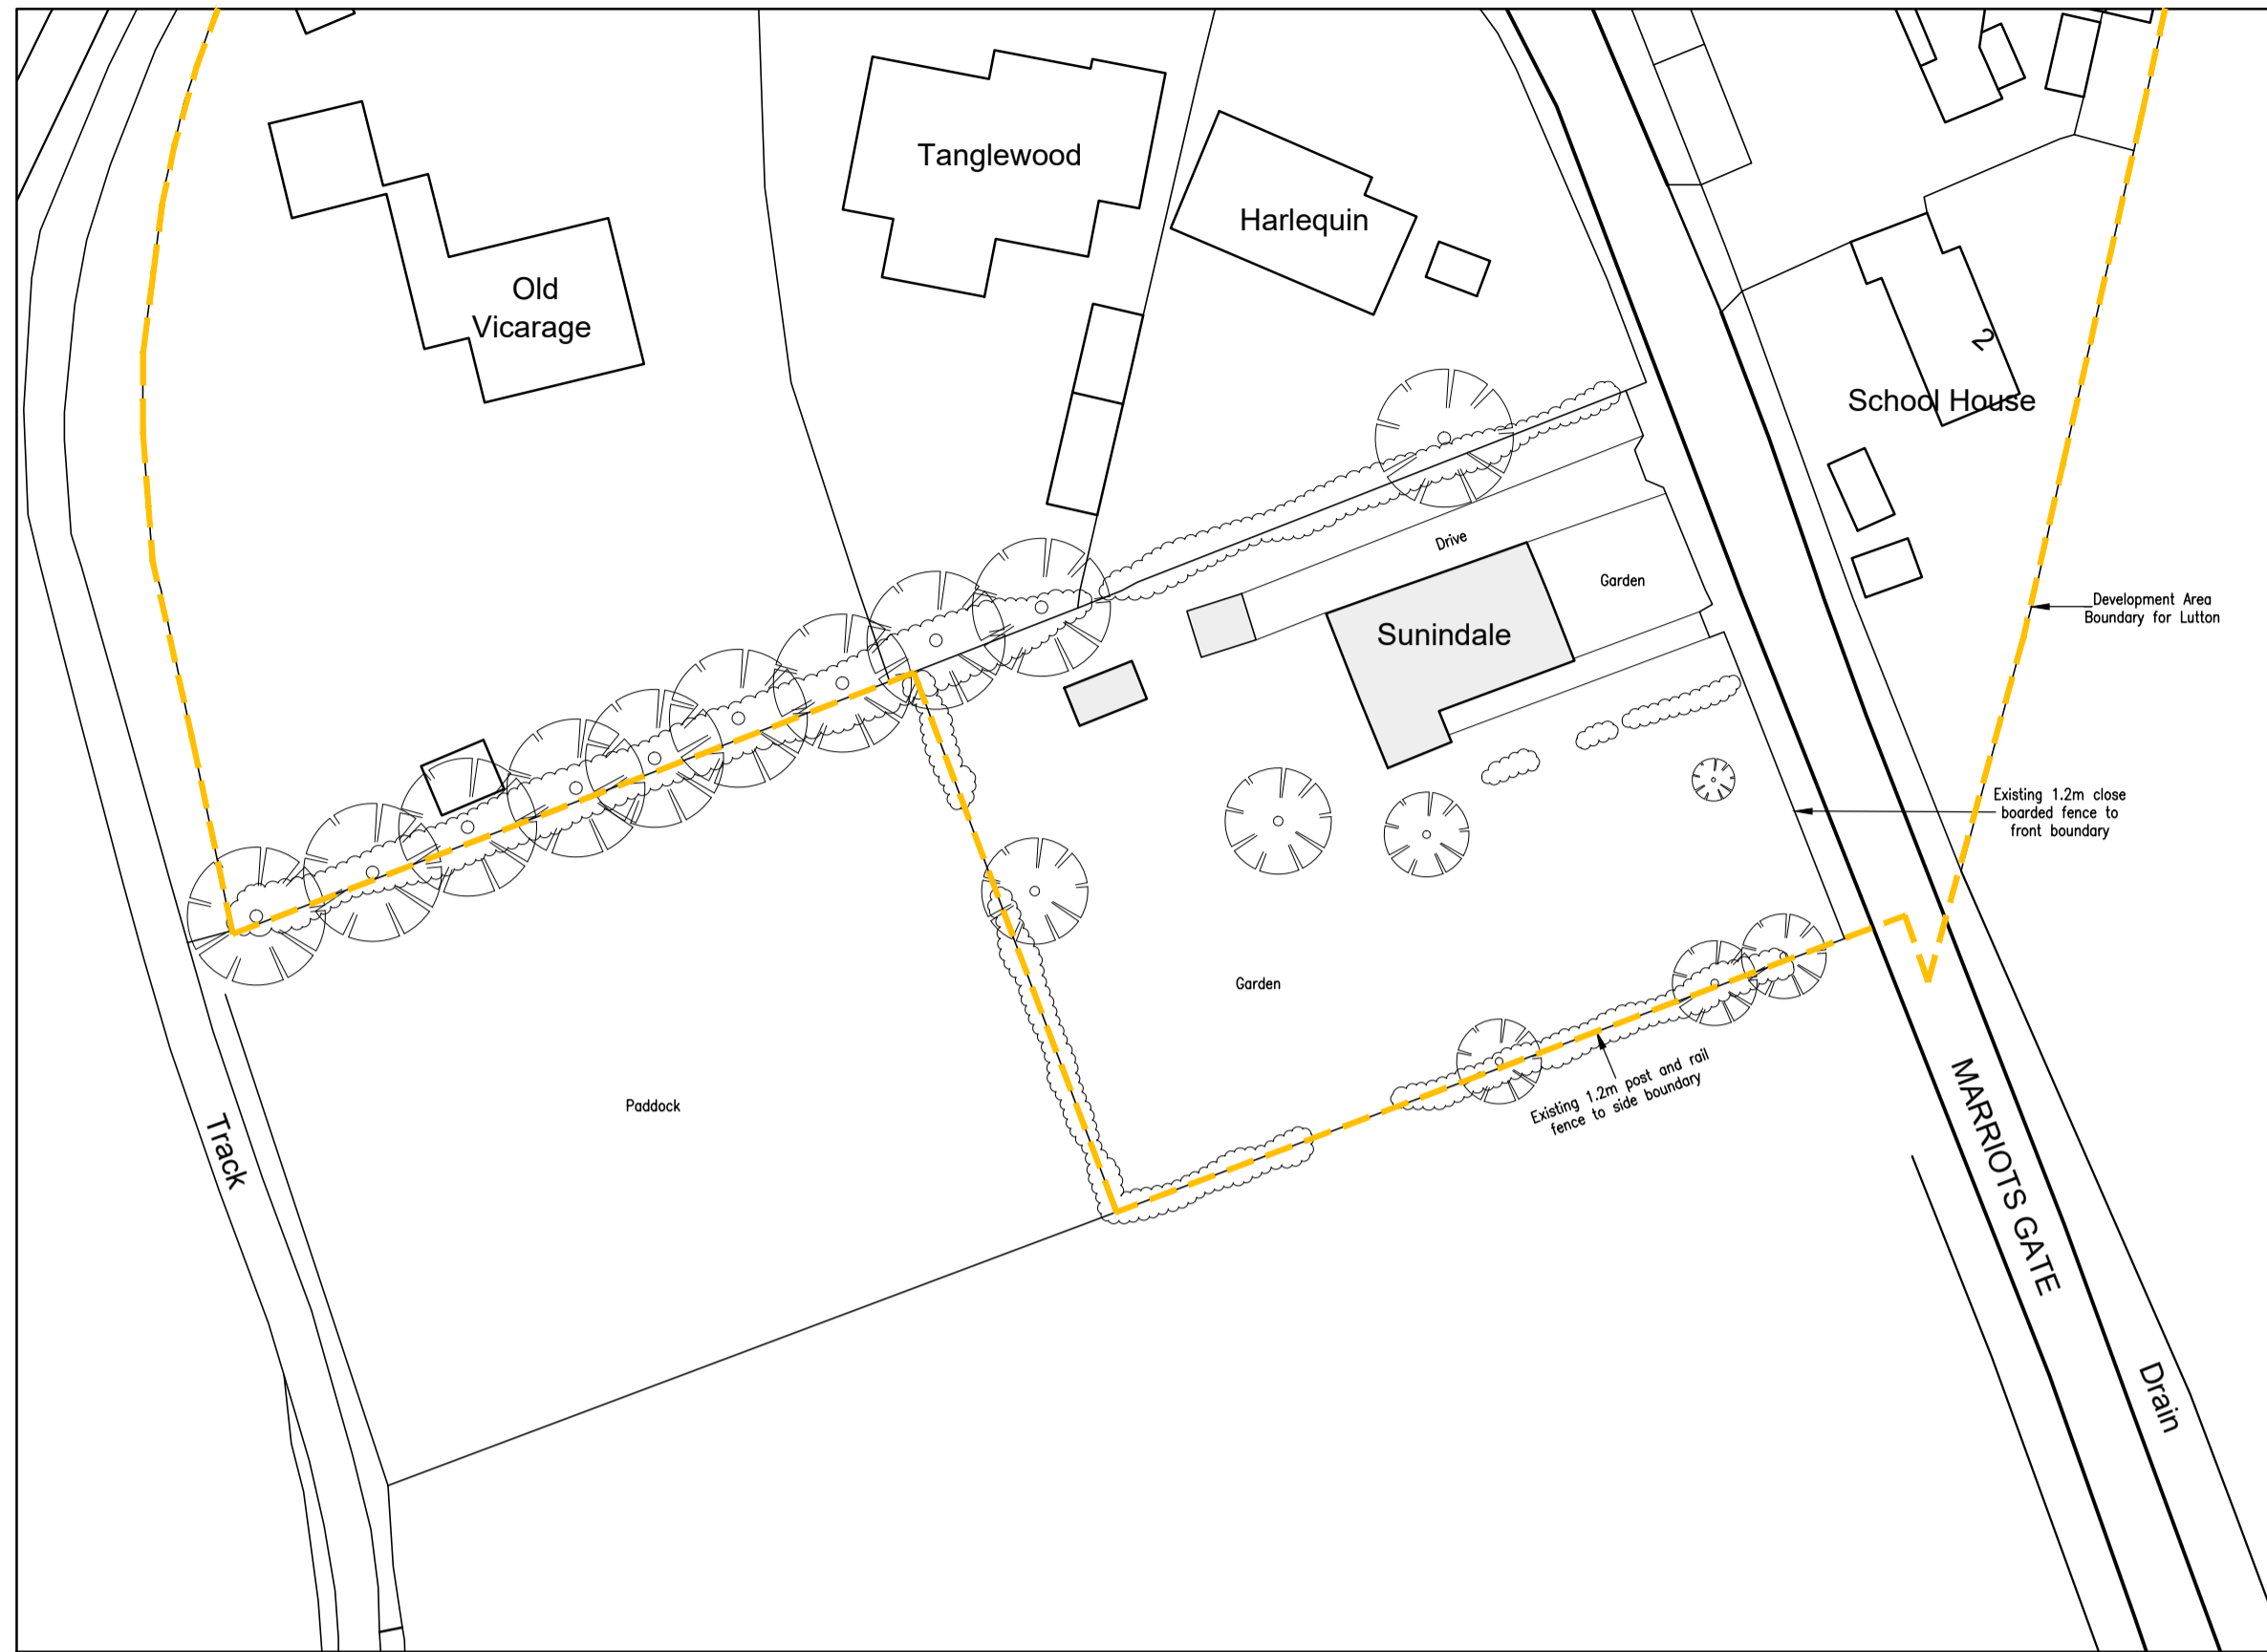 Tanglewood
Harlequin
Old
Vicarage
2
School House
Drive
Garden
Sunindale
Development Area
Boundary for Lutton
Existing 1.2m close
boarded fence to
front boundary
Garden
Existing 1.2m post and rail
fence to side boundary
Paddock
Track
MARRIOTS GATE
Drain